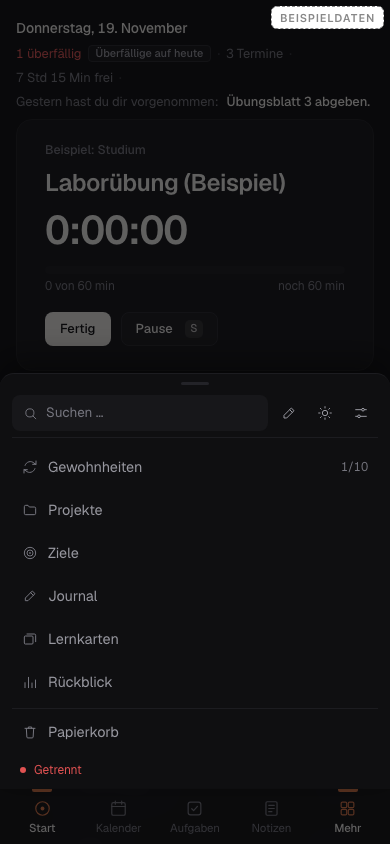 BEISPIELDATEN
Donnerstag, 19. November
1 überfällig Überfällige auf heute · 3 Termine ·
7 Std 15 Min frei ·
Gestern hast du dir vorgenommen: Übungsblatt 3 abgeben.
Beispiel: Studium
Laborübung (Beispiel)
0:00:00
0 von 60 min noch 60 min
Fertig Pause S
Suchen …
Gewohnheiten 1/10
Projekte
Ziele
Journal
Lernkarten
Rückblick
Papierkorb
Getrennt
Start Kalender Aufgaben Notizen Mehr